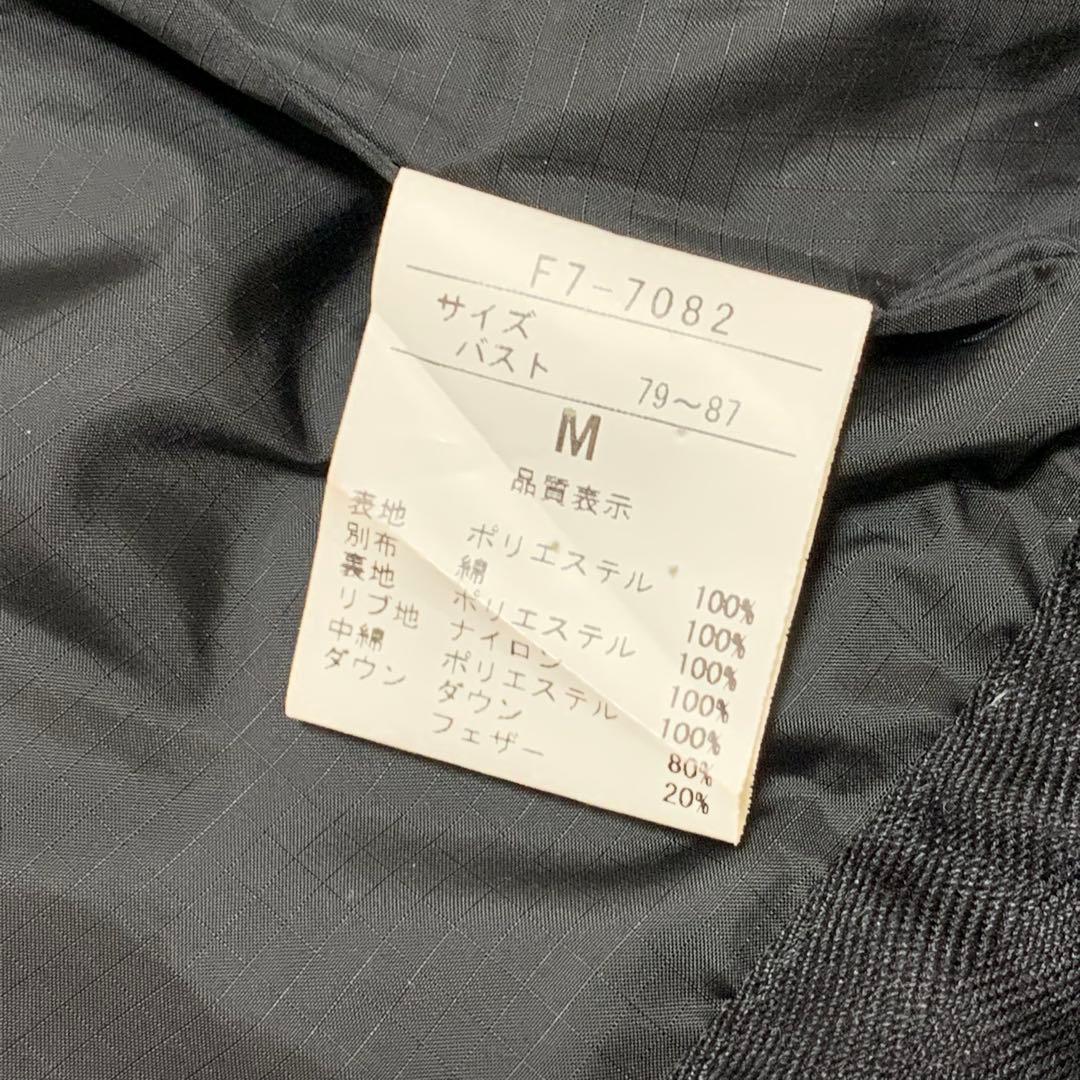 F7-7082
サイズ
バスト 79～87
M
品質表示
表地 ポリエステル 100%
別布 綿 100%
裏地 ポリエステル 100%
リブ地 ナイロン 100%
中綿 ポリエステル 100%
ダウン ダウン 80%
フェザー 20%